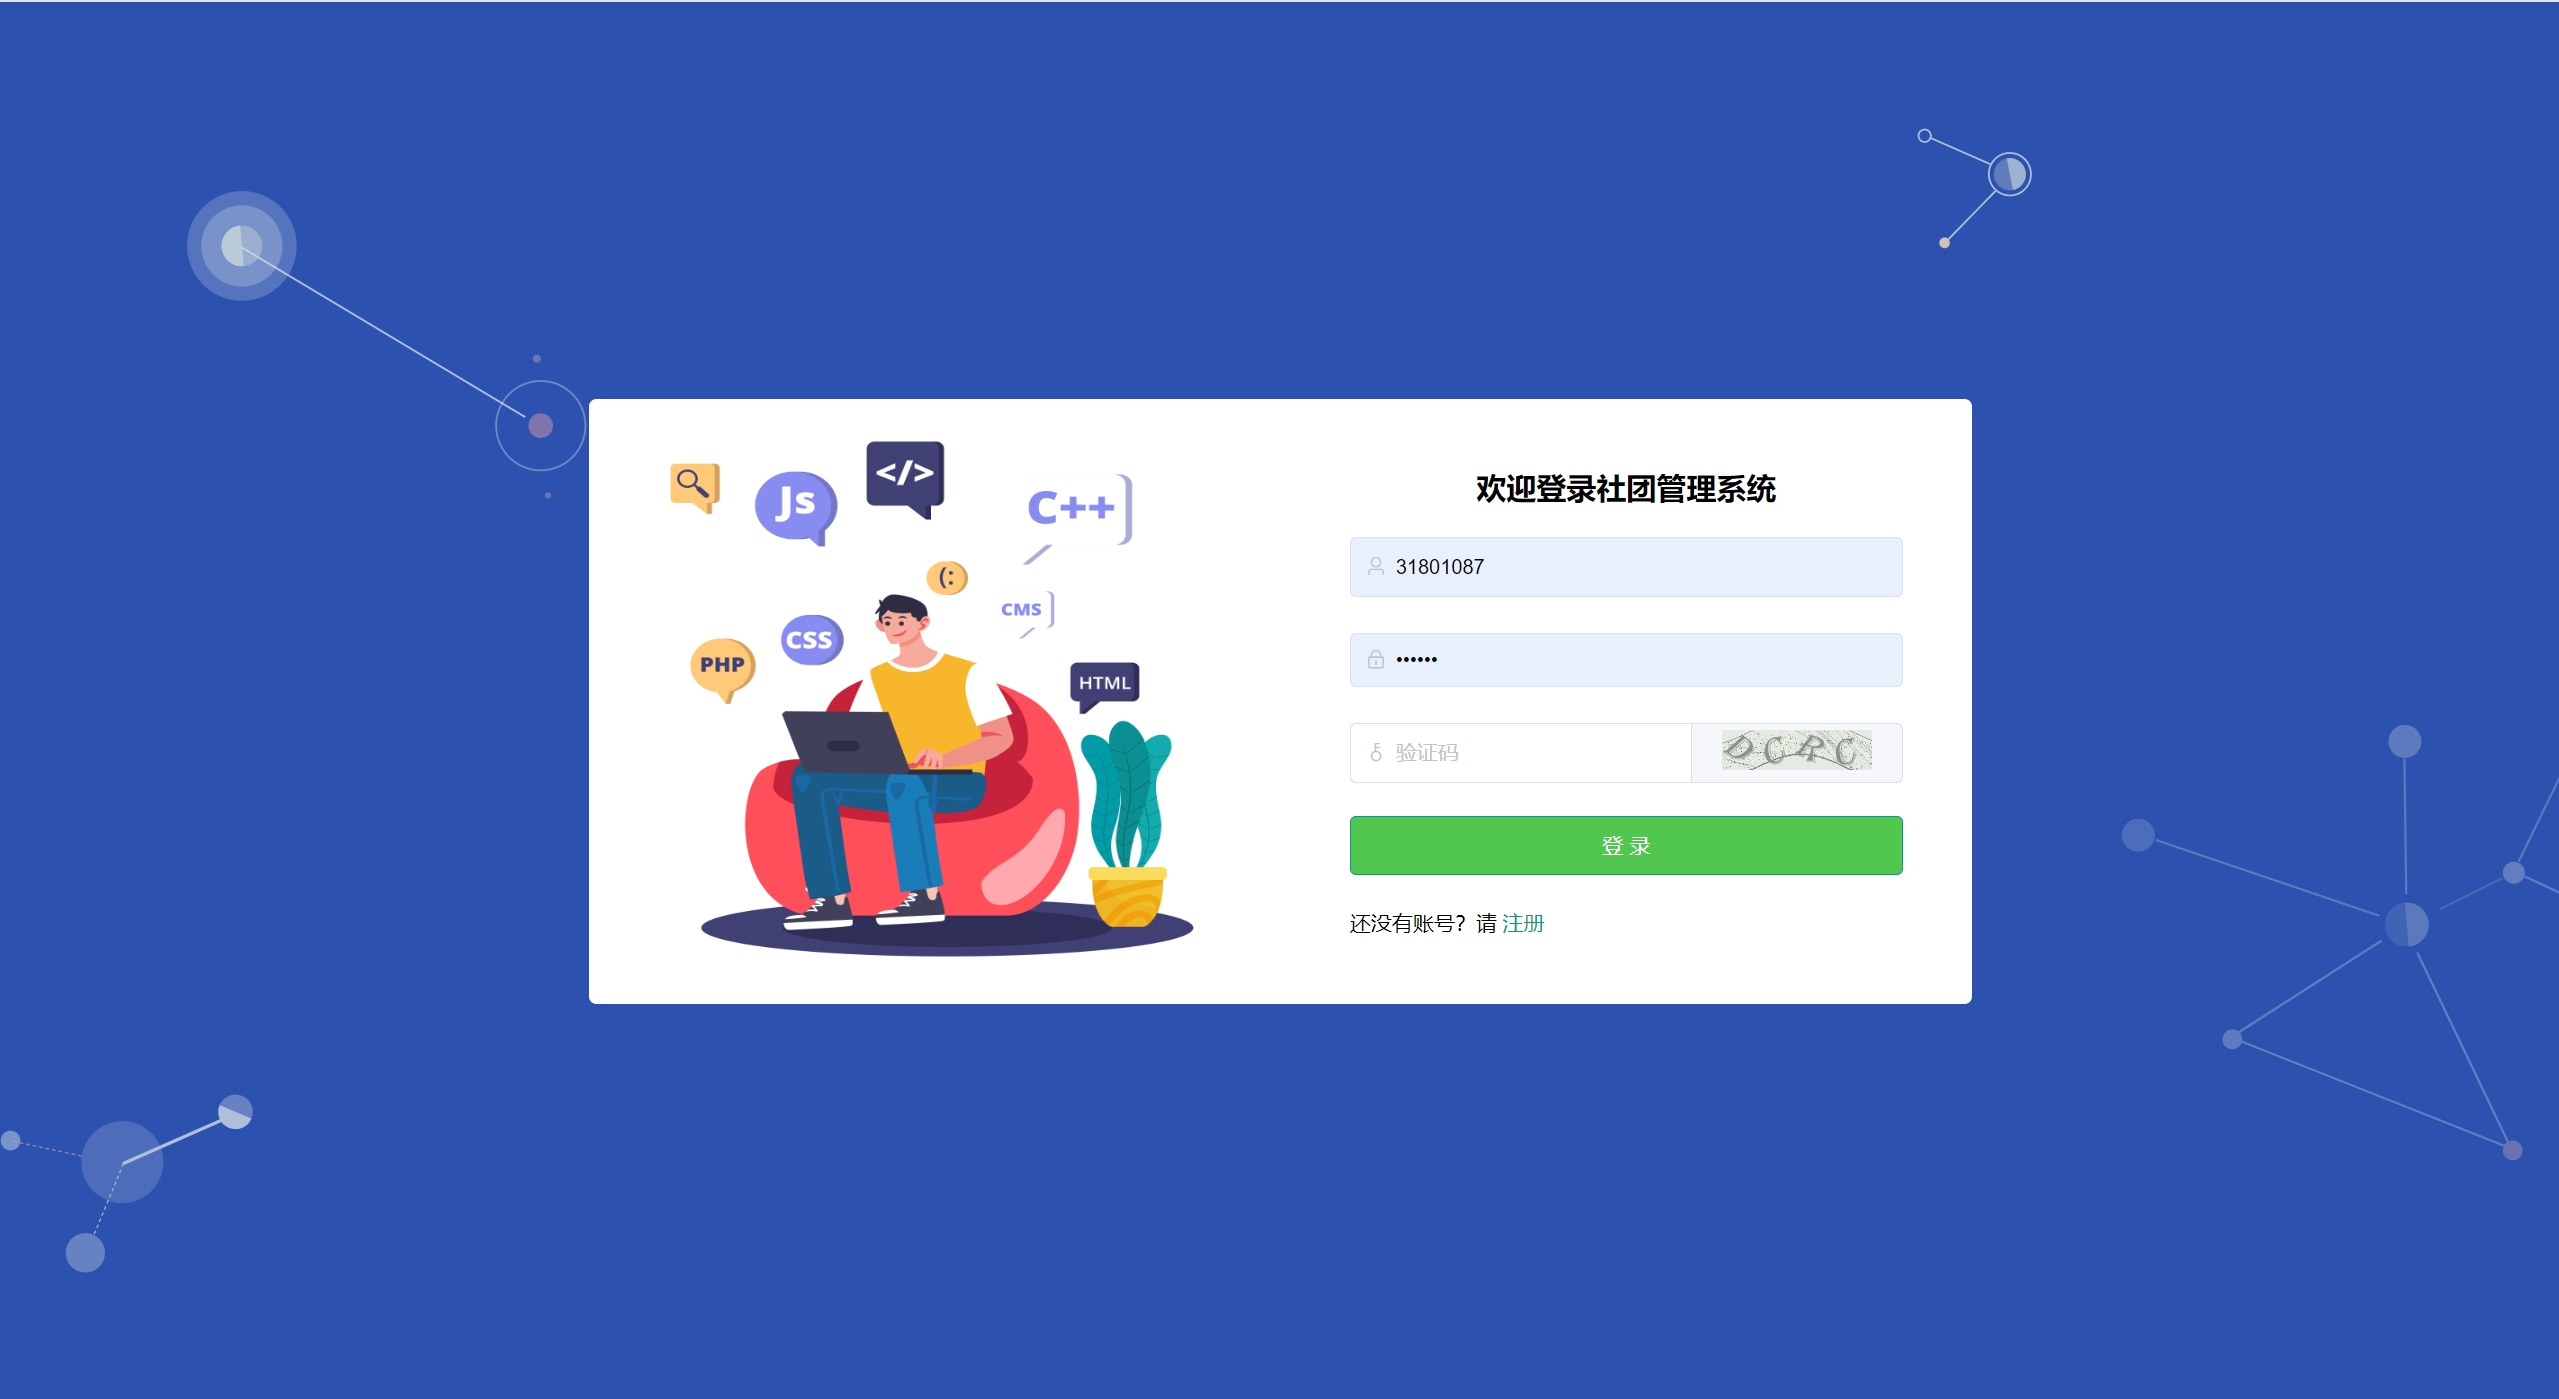 </>
Js
C++
(:
CMS
CSS
PHP
HTML
欢迎登录社团管理系统
31801087
••••••
验证码
DCRC
登 录
还没有账号？请 注册